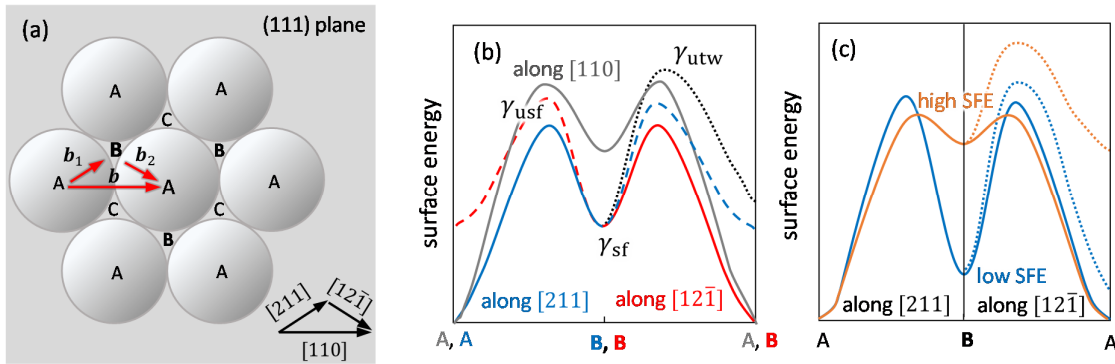 (a)
(111) plane
A
A
C
B
B
b₁
b₂
A
b
A
A
C
C
B
A
A
[211]
[121̄]
[110]
(b)
along [110]
γutw
γusf
γsf
along [211]
along [121̄]
surface energy
A, A
B, B
A, B
(c)
high SFE
low SFE
along [211]
along [121̄]
surface energy
A
B
A